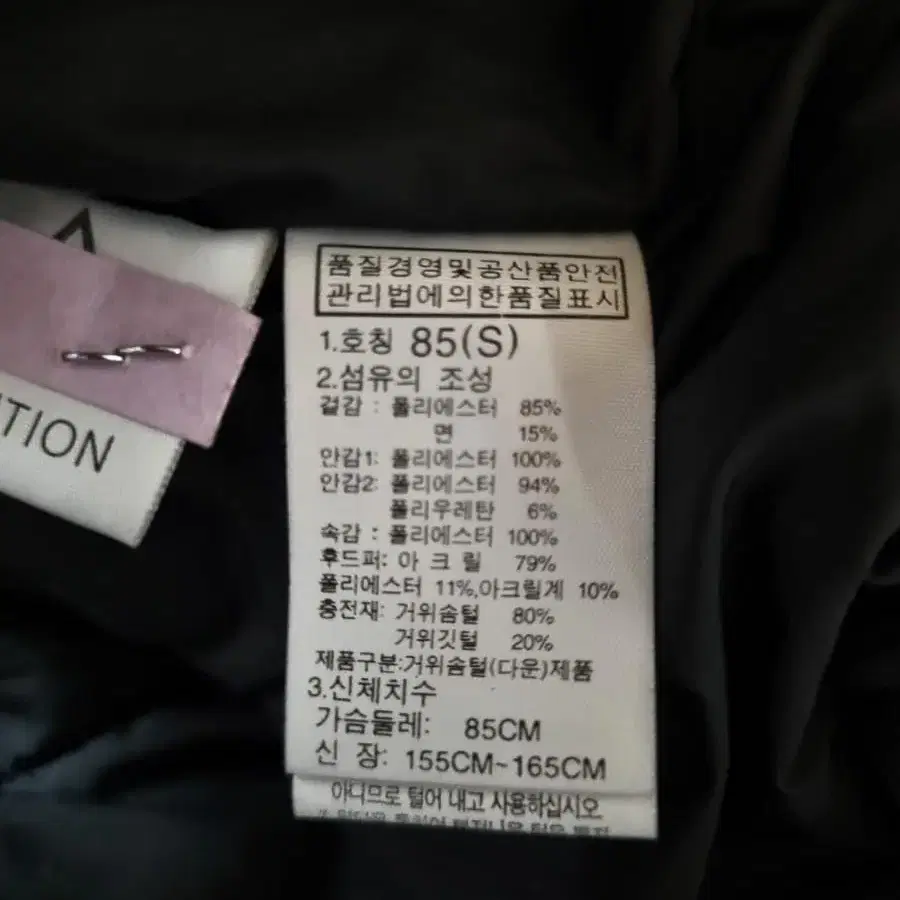 TION
품질경영및공산품안전
관리법에의한품질표시
1.호칭 85(S)
2.섬유의 조성
겉감 : 폴리에스터 85%
면 15%
안감1: 폴리에스터 100%
안감2: 폴리에스터 94%
폴리우레탄 6%
속감 : 폴리에스터 100%
후드퍼: 아 크 릴 79%
폴리에스터 11%,아크릴계 10%
충전재: 거위솜털 80%
거위깃털 20%
제품구분:거위솜털(다운)제품
3.신체치수
가슴둘레: 85CM
신 장: 155CM~165CM
아니므로 털어 내고 사용하십시오